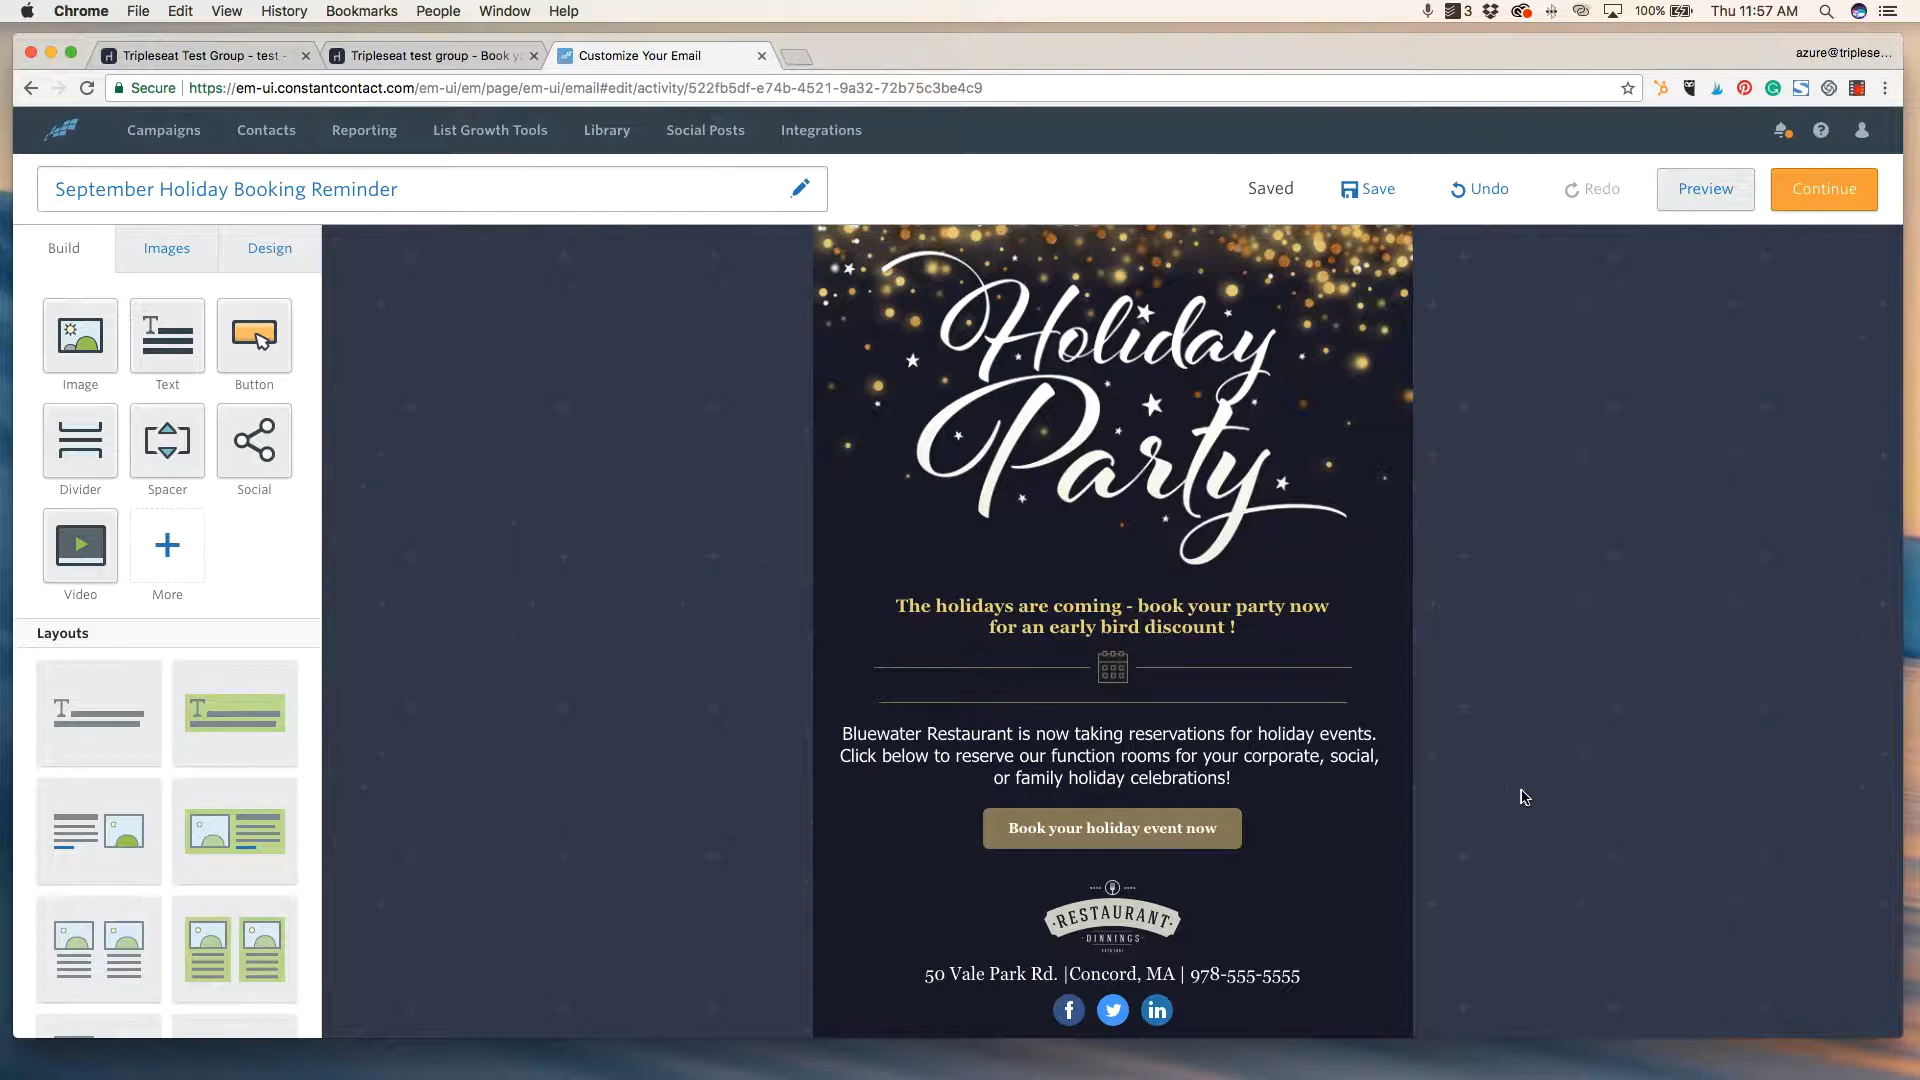 Chrome File Edit View History Bookmarks People Window Help
3
100%
Thu 11:57 AM
Tripleseat Test Group - test -
Tripleseat test group - Book y
Customize Your Email
azure@triplese...
Secure
https://em-ui.constantcontact.com/em-ui/em/page/em-ui/email#edit/activity/522fb5df-e74b-4521-9a32-72b75c3be4c9
Campaigns Contacts Reporting List Growth Tools Library Social Posts Integrations
September Holiday Booking Reminder
Saved
Save
Undo
Redo
Preview
Continue
Build
Images
Design
Image
Text
Button
Divider
Spacer
Social
Video
More
Layouts
Holiday
Party
The holidays are coming - book your party now
for an early bird discount !
Bluewater Restaurant is now taking reservations for holiday events.
Click below to reserve our function rooms for your corporate, social,
or family holiday celebrations!
Book your holiday event now
·RESTAURANT·
·DINNINGS·
50 Vale Park Rd. |Concord, MA | 978-555-5555